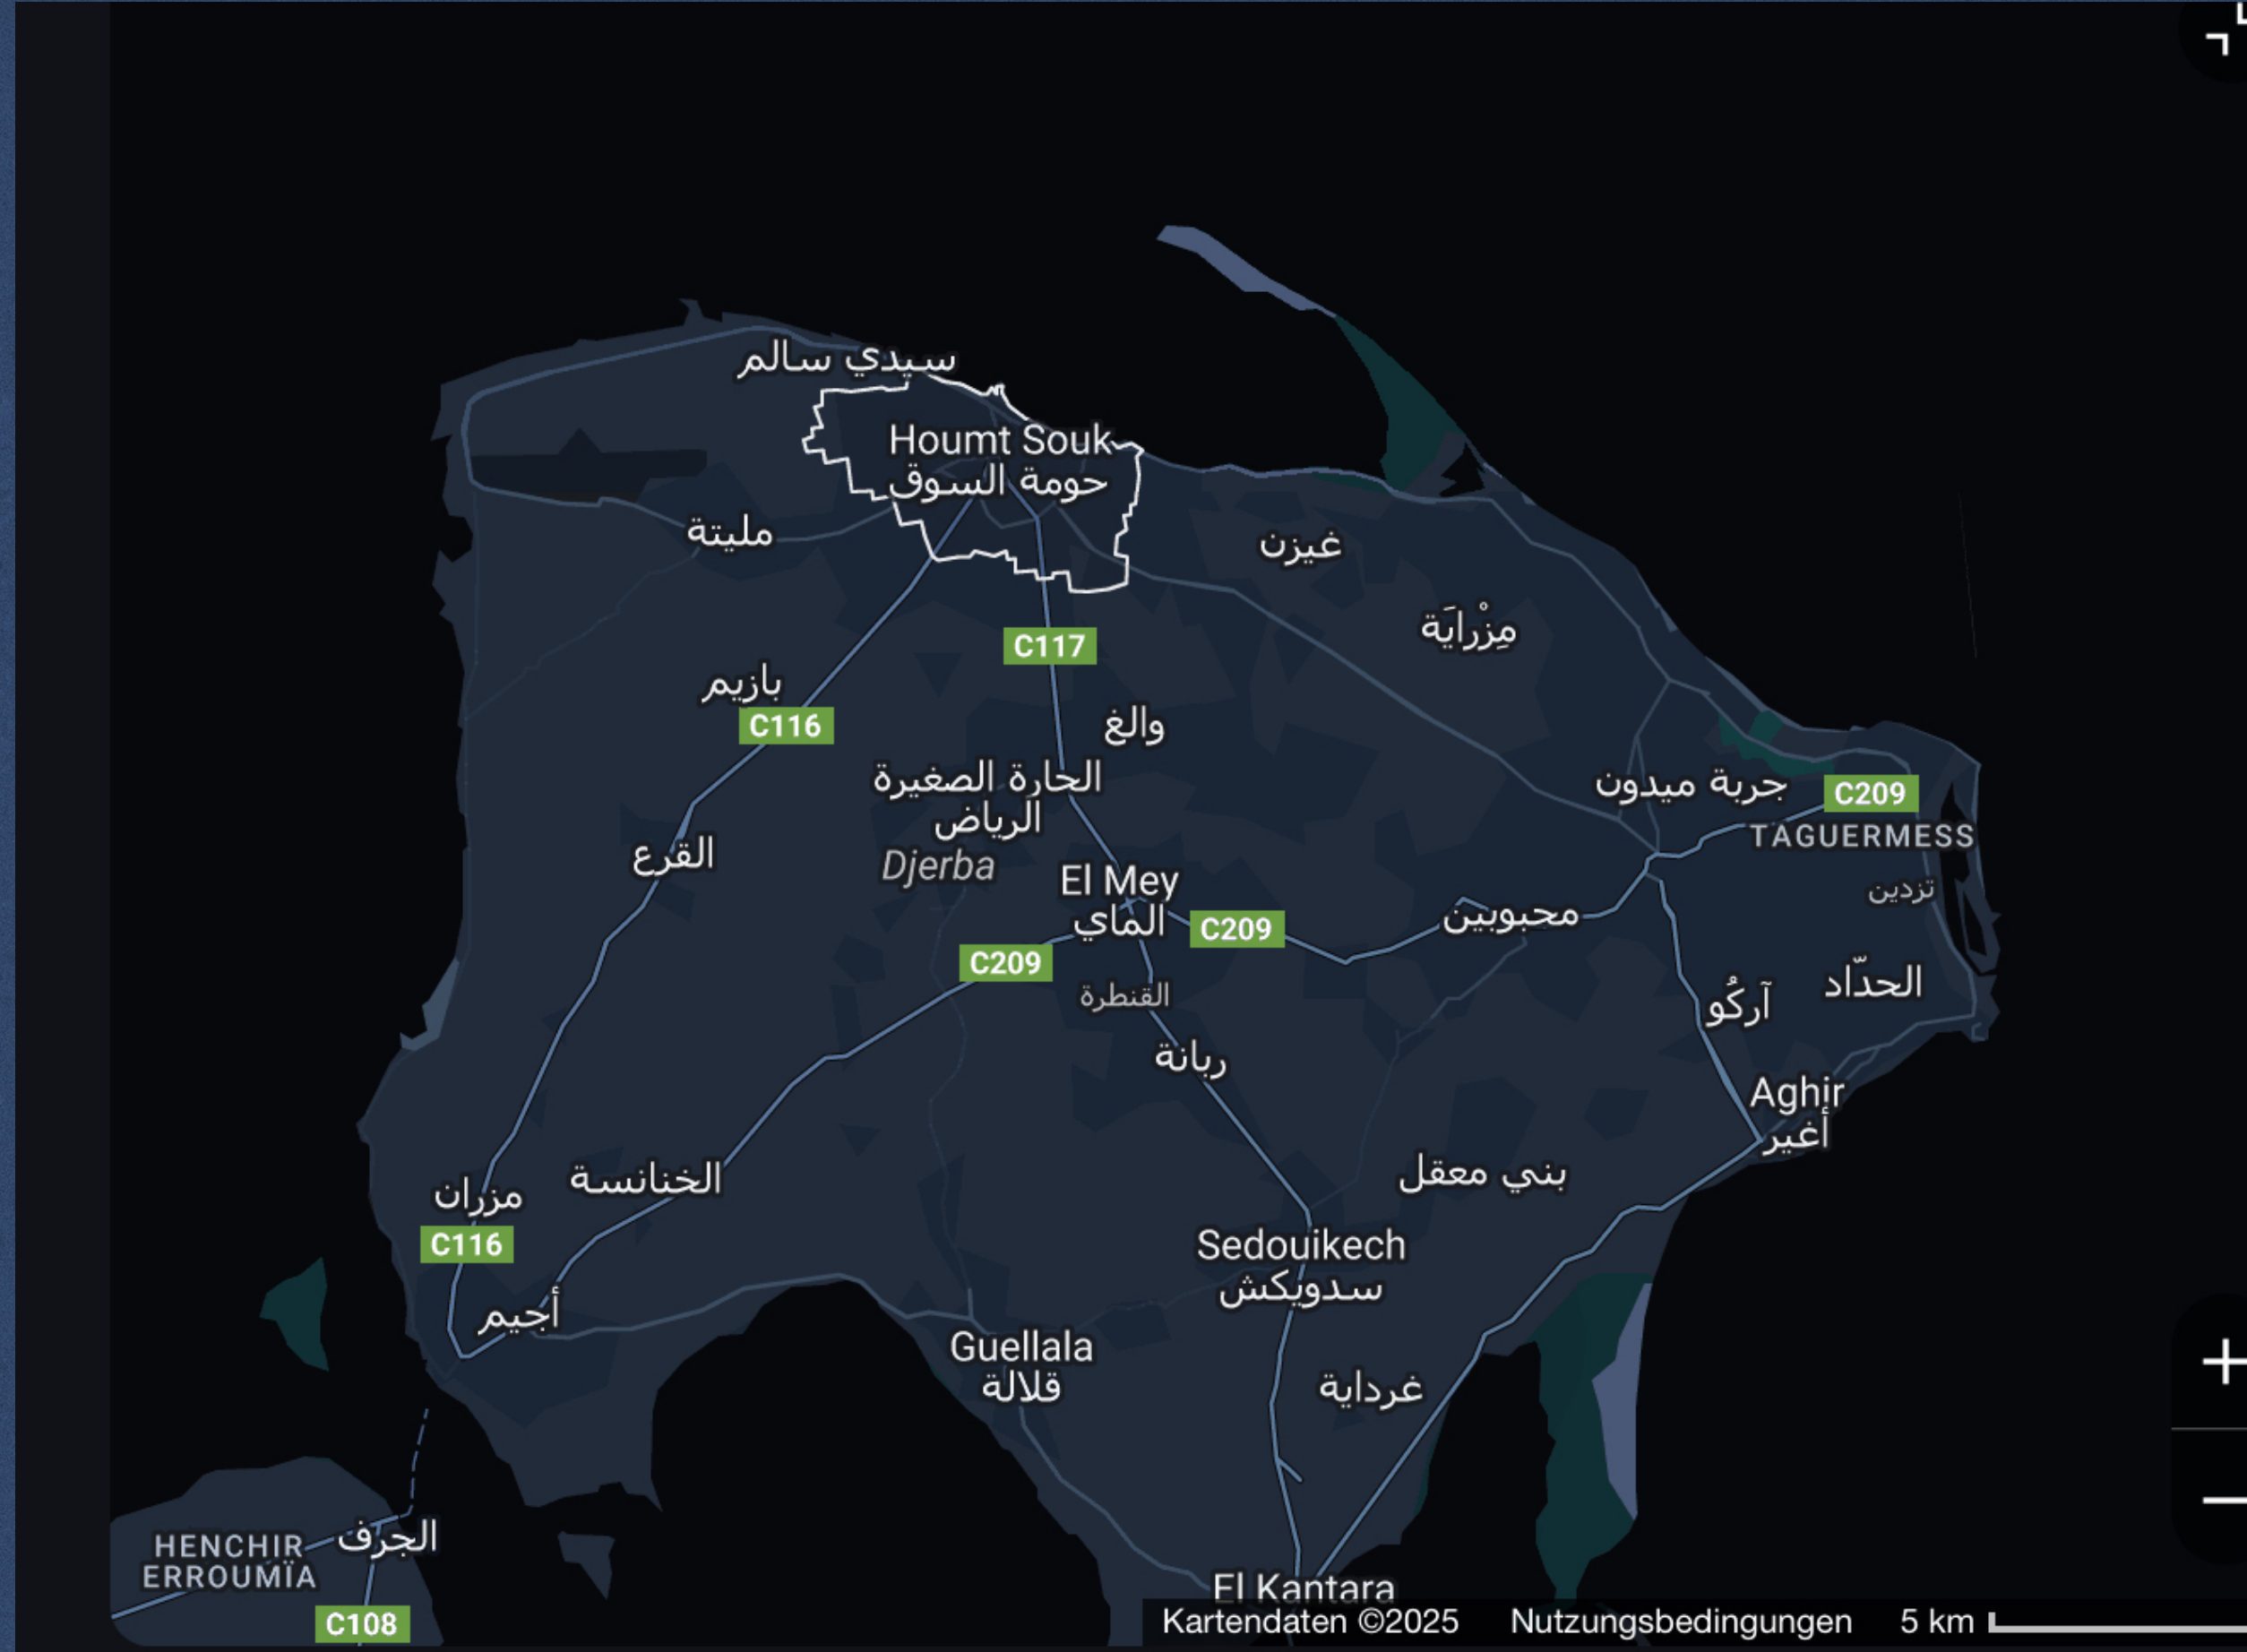 سيدي سالم
Houmt Souk
حومة السوق
مليتة
غيزن
مِزْرايَة
C117
بازيم
C116
والغ
الحارة الصغيرة
الرياض
جربة ميدون
C209
TAGUERMESS
القرع
Djerba
El Mey
الماي
تزدين
محبوبين
C209
C209
القنطرة
الحدّاد
آركُو
ربانة
Aghir
أغير
بني معقل
الخنانسة
مزران
C116
Sedouikech
سدويكش
أجيم
Guellala
قلالة
غرداية
الجرف
HENCHIR
ERROUMÏA
C108
El Kantara
Kartendaten ©2025 Nutzungsbedingungen 5 km